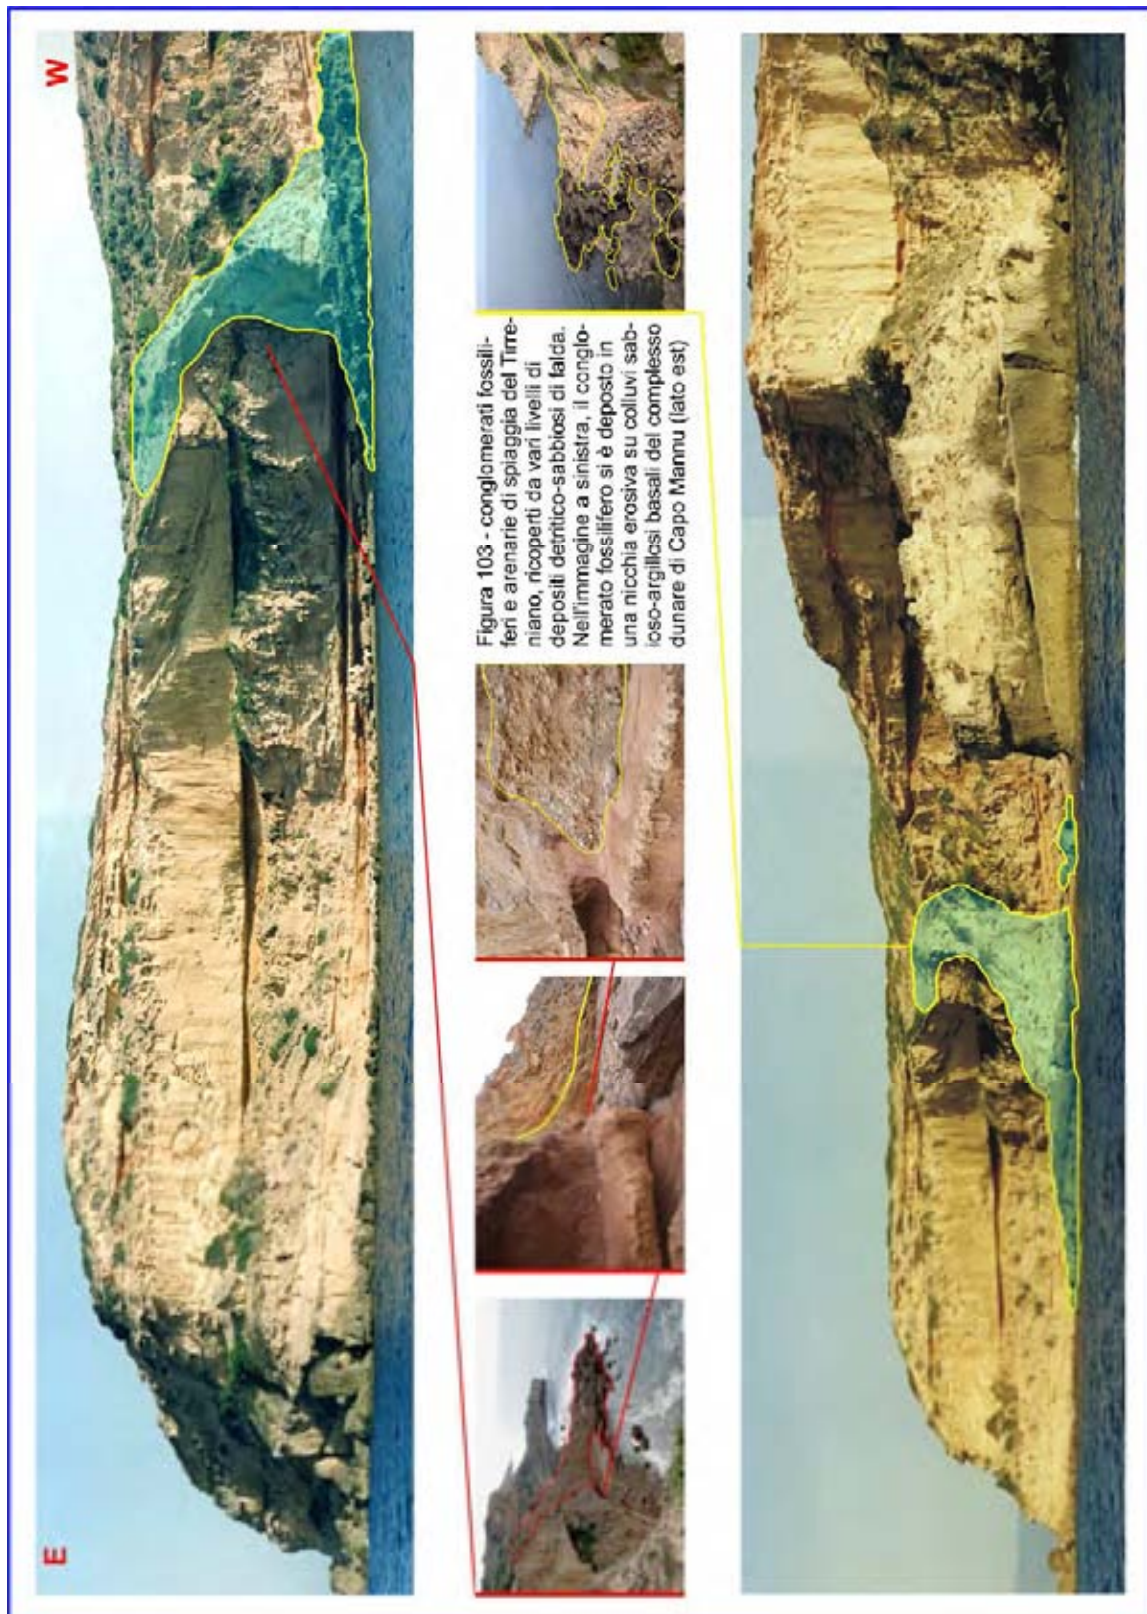 E
W
Figura 103 - conglomerati fossili-
feri e arenarie di spiaggia del Tirre-
niano, ricoperti da vari livelli di
depositi detritico-sabbiosi di falda.
Nell'immagine a sinistra, il conglo-
merato fossilifero si è deposto in
una nicchia erosiva su colluvi sab-
ioso-argillosi basali del complesso
dunare di Capo Mannu (lato est)